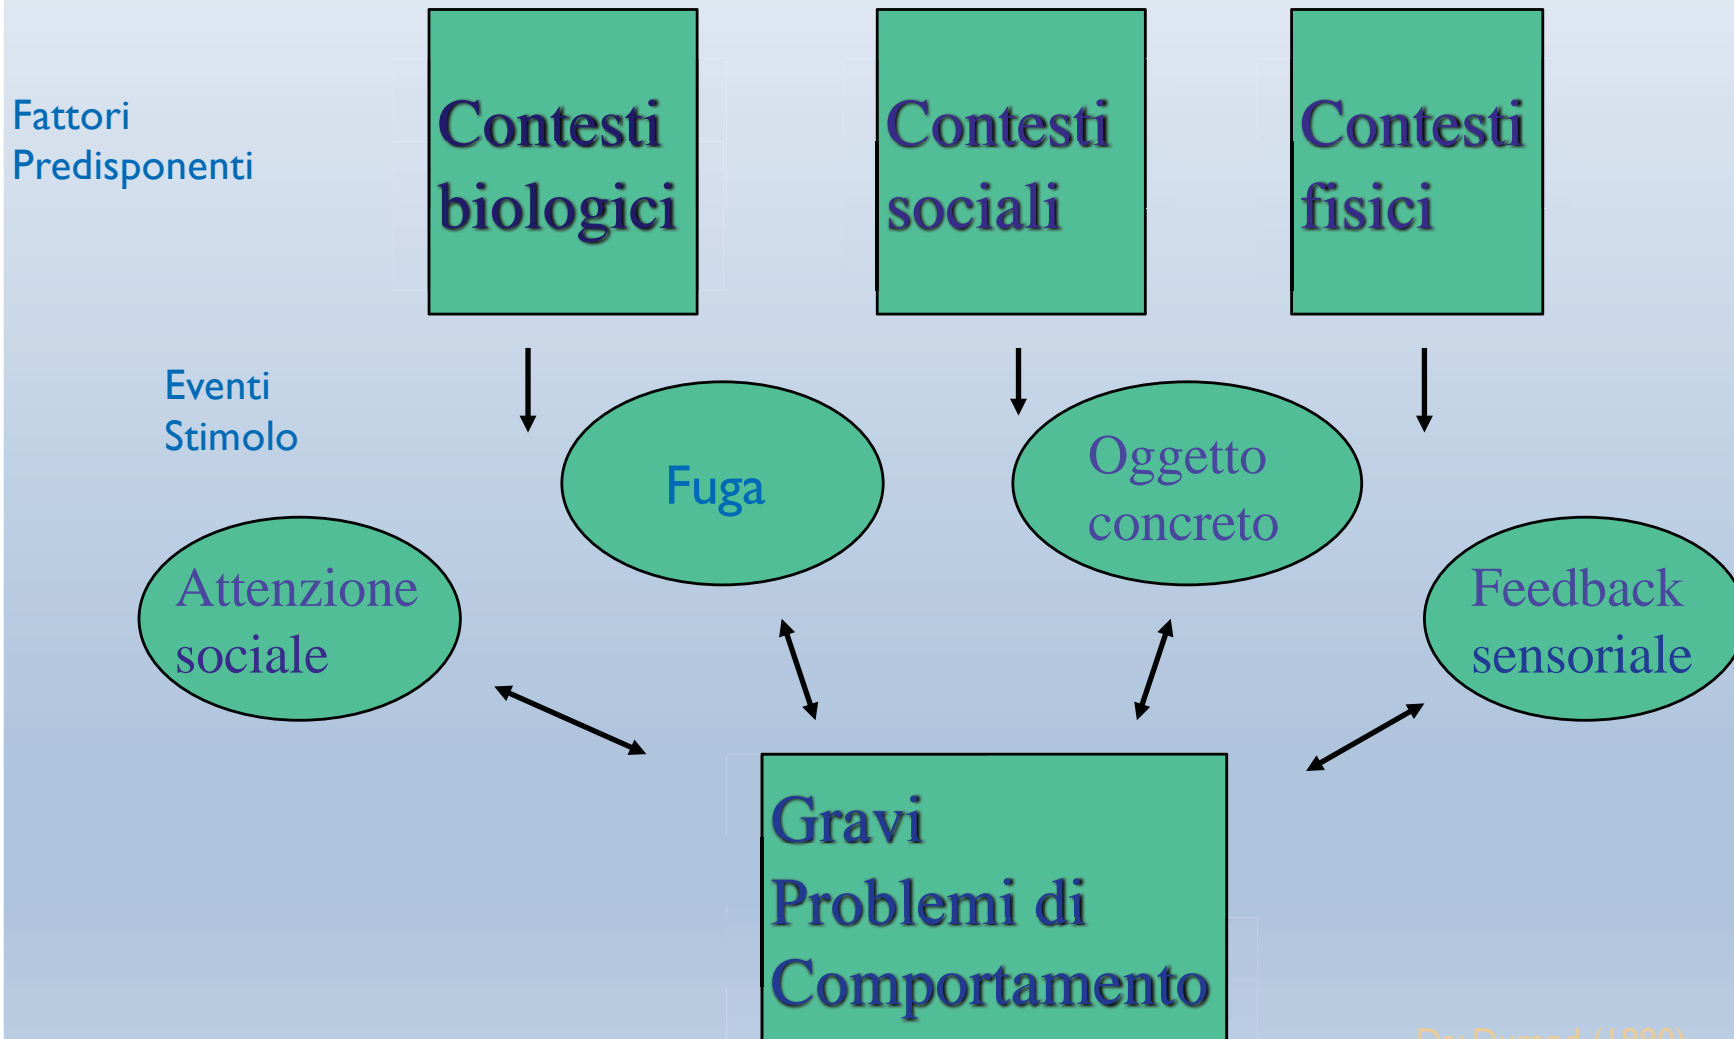 Fattori
Predisponenti
Contesti
biologici
Contesti
sociali
Contesti
fisici
Eventi
Stimolo
Fuga
Oggetto
concreto
Attenzione
sociale
Feedback
sensoriale
Gravi
Problemi di
Comportamento